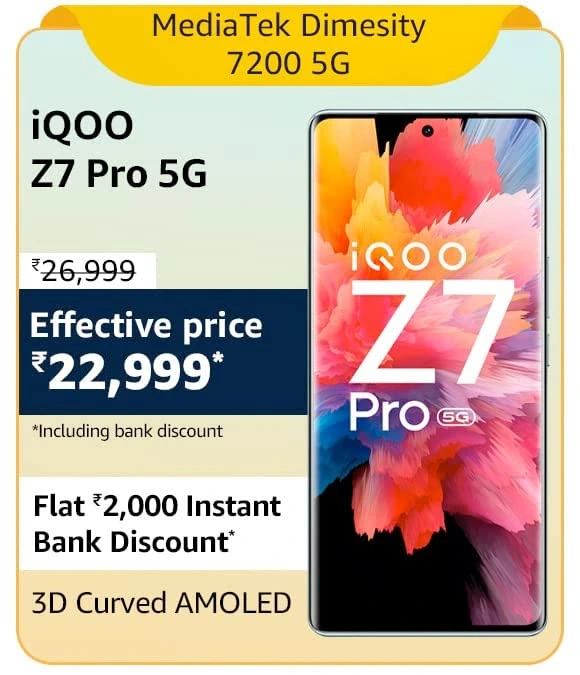 MediaTek Dimesity
7200 5G
iQOO
Z7 Pro 5G
₹26,999
Effective price
₹22,999*
*Including bank discount
Flat ₹2,000 Instant
Bank Discount*
3D Curved AMOLED
iQOO
Z7
Pro 5G